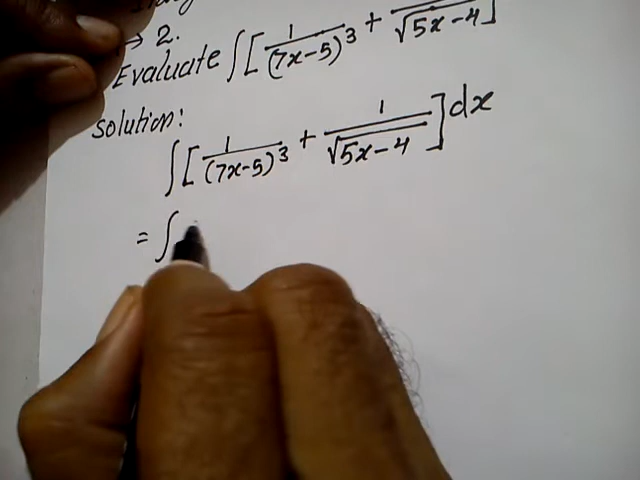 → 2.
Evaluate ∫[1/(7x-5)³ + 1/√(5x-4)]
Solution:
∫[1/(7x-5)³ + 1/√(5x-4)]dx
= ∫